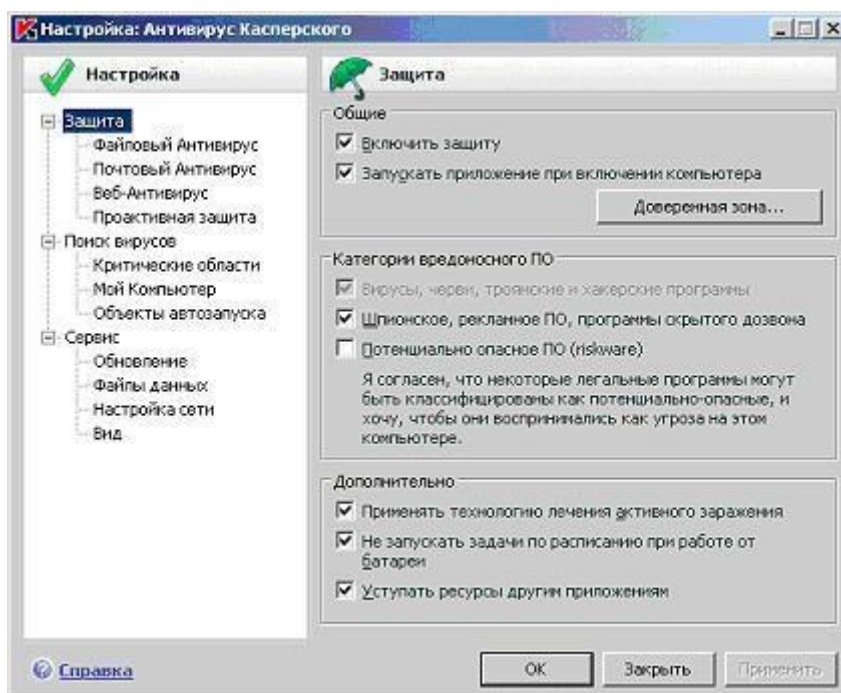 Настройка: Антивирус Касперского
Настройка
Защита
Файловый Антивирус
Почтовый Антивирус
Веб-Антивирус
Проактивная защита
Поиск вирусов
Критические области
Мой Компьютер
Объекты автозапуска
Сервис
Обновление
Файлы данных
Настройка сети
Вид
Защита
Общие
Включить защиту
Запускать приложение при включении компьютера
Доверенная зона...
Категории вредоносного ПО
Вирусы, черви, троянские и хакерские программы
Шпионское, рекламное ПО, программы скрытого дозвона
Потенциально опасное ПО (riskware)
Я согласен, что некоторые легальные программы могут
быть классифицированы как потенциально-опасные, и
хочу, чтобы они воспринимались как угроза на этом
компьютере.
Дополнительно
Применять технологию лечения активного заражения
Не запускать задачи по расписанию при работе от
батареи
Уступать ресурсы другим приложениям
Справка
ОК
Закрыть
Применить